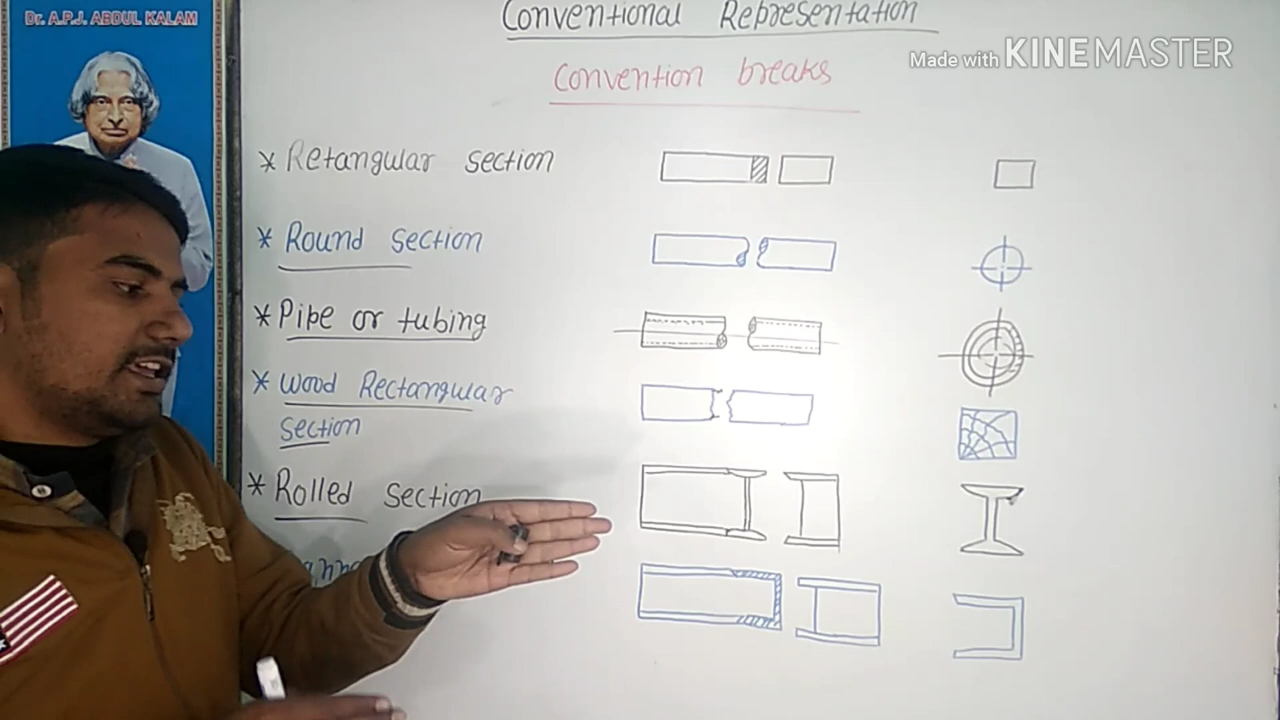 Dr. A.P.J. ABDUL KALAM
Conventional Representation
Made with KINEMASTER
Convention breaks
* Retangular section
* Round section
* Pipe or tubing
* Wood Rectangular
section
* Rolled section